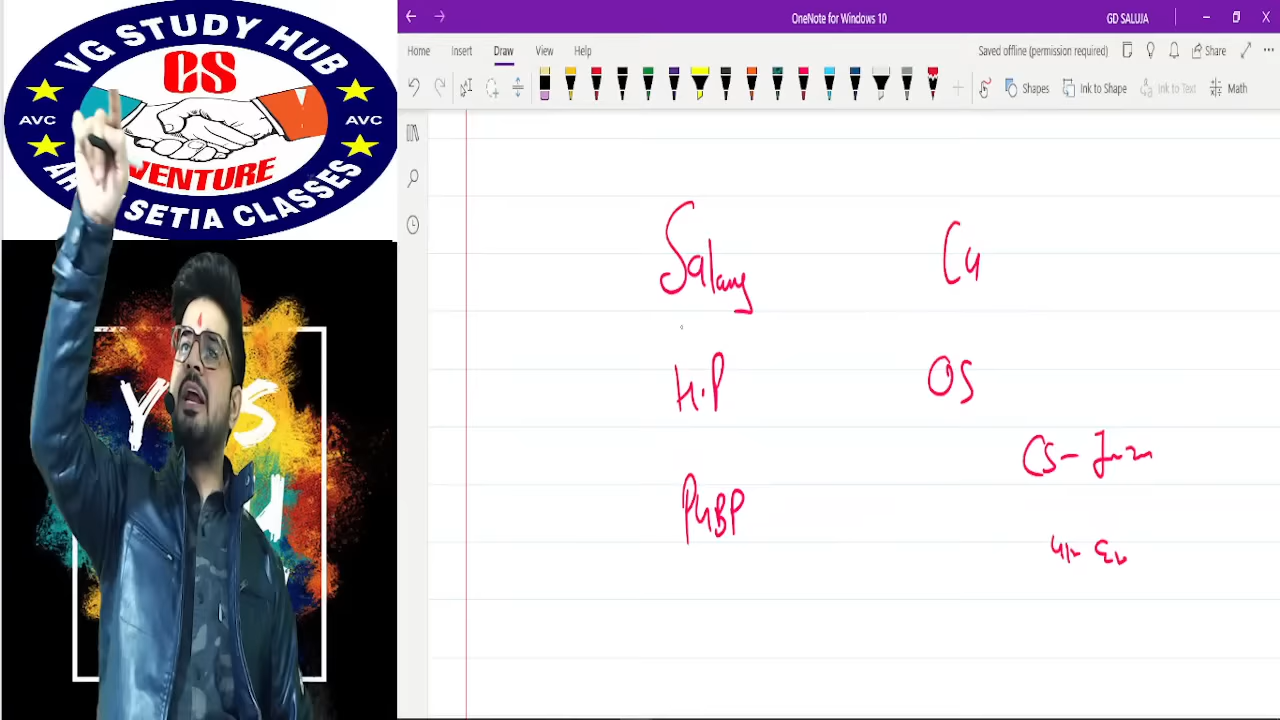 VG STUDY HUB
CS
AVC
AVC
VENTURE
SETIA CLASSES
OneNote for Windows 10
GD SALUJA
Home Insert Draw View Help
Saved offline (permission required)
Share
Shapes
Ink to Shape
Ink to Text
Math
Salary
CG
H.P
OS
PGBP
CS-
Y S